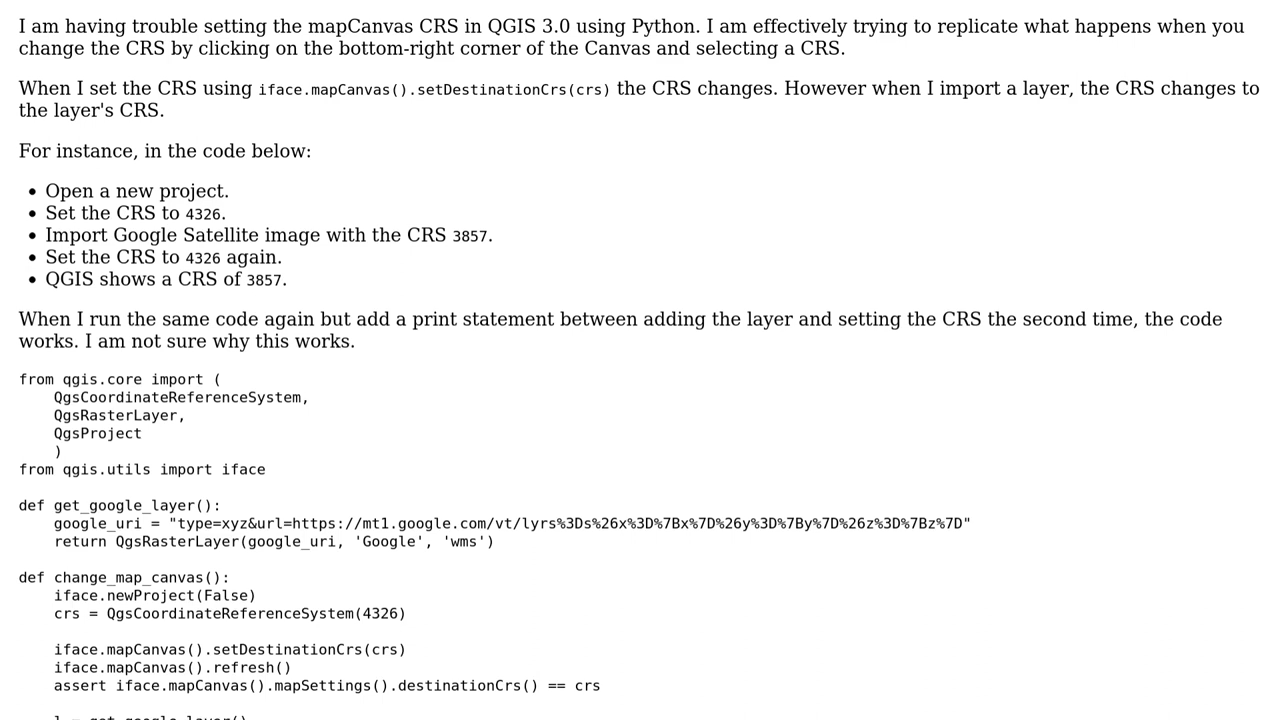 I am having trouble setting the mapCanvas CRS in QGIS 3.0 using Python. I am effectively trying to replicate what happens when you
change the CRS by clicking on the bottom-right corner of the Canvas and selecting a CRS.
When I set the CRS using iface.mapCanvas().setDestinationCrs(crs) the CRS changes. However when I import a layer, the CRS changes to
the layer's CRS.
For instance, in the code below:
• Open a new project.
• Set the CRS to 4326.
• Import Google Satellite image with the CRS 3857.
• Set the CRS to 4326 again.
• QGIS shows a CRS of 3857.
When I run the same code again but add a print statement between adding the layer and setting the CRS the second time, the code
works. I am not sure why this works.
from qgis.core import (
    QgsCoordinateReferenceSystem,
    QgsRasterLayer,
    QgsProject
    )
from qgis.utils import iface
def get_google_layer():
    google_uri = "type=xyz&url=https://mt1.google.com/vt/lyrs%3Ds%26x%3D%7Bx%7D%26y%3D%7By%7D%26z%3D%7Bz%7D"
    return QgsRasterLayer(google_uri, 'Google', 'wms')
def change_map_canvas():
    iface.newProject(False)
    crs = QgsCoordinateReferenceSystem(4326)
    iface.mapCanvas().setDestinationCrs(crs)
    iface.mapCanvas().refresh()
    assert iface.mapCanvas().mapSettings().destinationCrs() == crs
    l = get_google_layer()